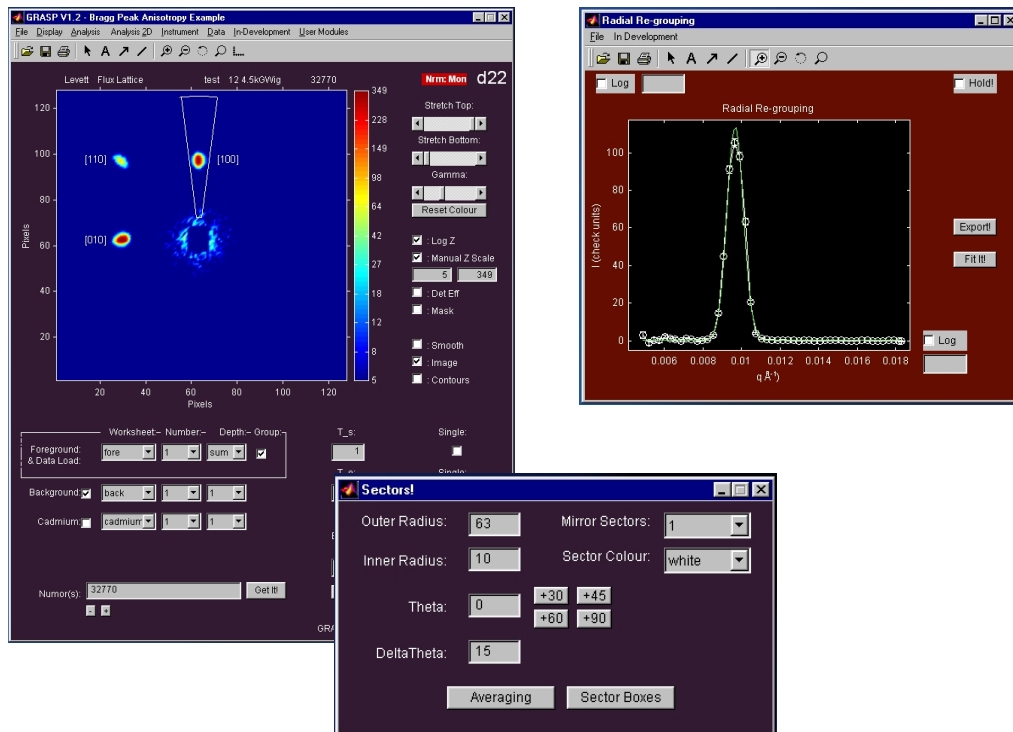 GRASP V1.2 - Bragg Peak Anisotropy Example
File Display Analysis Analysis 2D Instrument Data In-Development User Modules
A
Levett Flux Lattice test 12 4.5kGWig 32770
Nrm: Mon d22
120
100
80
60
40
20
Pixels
20 40 60 80 100 120
Pixels
[110]
[100]
[010]
349
228
149
98
64
42
27
18
12
8
5
Stretch Top:
Stretch Bottom:
Gamma:
Reset Colour
: Log Z
: Manual Z Scale
5 349
: Det Eff
: Mask
: Smooth
: Image
: Contours
Worksheet:- Number:- Depth:- Group:-
Foreground:
& Data Load:
fore 1 sum
T_s:
1
Single:
Background: back 1 1
Cadmium: cadmium 1 1
Numor(s): 32770 Get It!
- +
Radial Re-grouping
File In Development
A
Log
Hold!
Radial Re-grouping
100
80
60
40
20
0
I (check units)
0.006 0.008 0.01 0.012 0.014 0.016 0.018
q Å⁻¹)
Export!
Fit It!
Log
Sectors!
Outer Radius: 63 Mirror Sectors: 1
Inner Radius: 10 Sector Colour: white
Theta: 0 +30 +45
+60 +90
DeltaTheta: 15
Averaging Sector Boxes